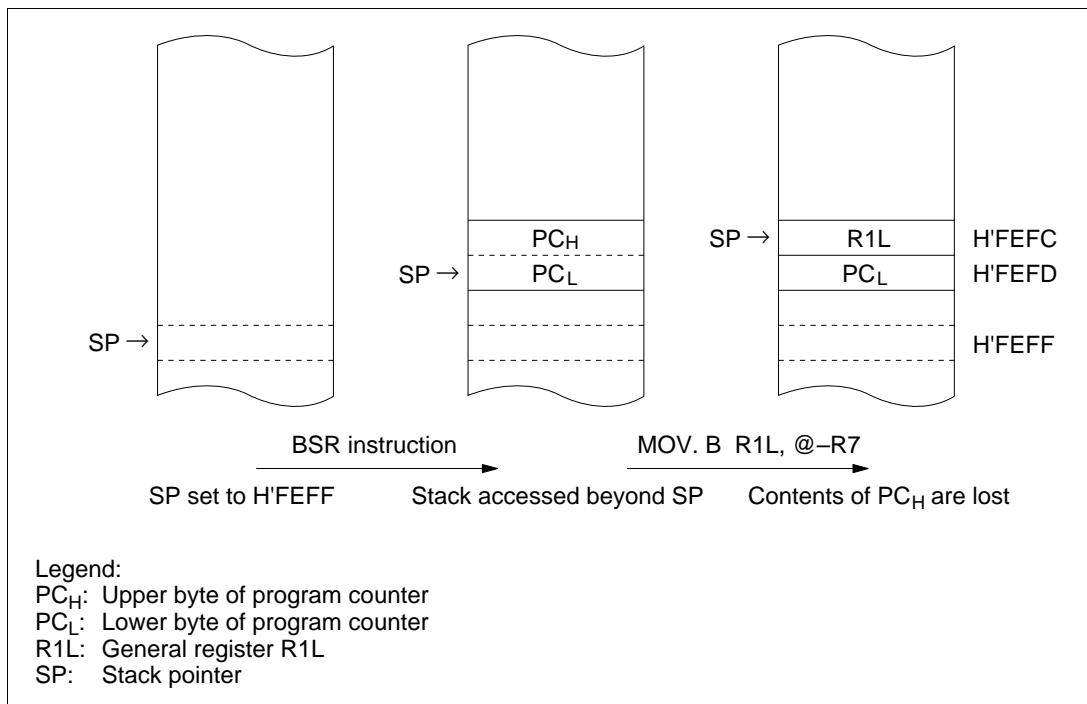 PCH
SP → R1L H'FEFC
SP → PCL PCL H'FEFD
SP → H'FEFF
BSR instruction MOV. B R1L, @–R7
SP set to H'FEFF Stack accessed beyond SP Contents of PCH are lost
Legend:
PCH: Upper byte of program counter
PCL: Lower byte of program counter
R1L: General register R1L
SP: Stack pointer